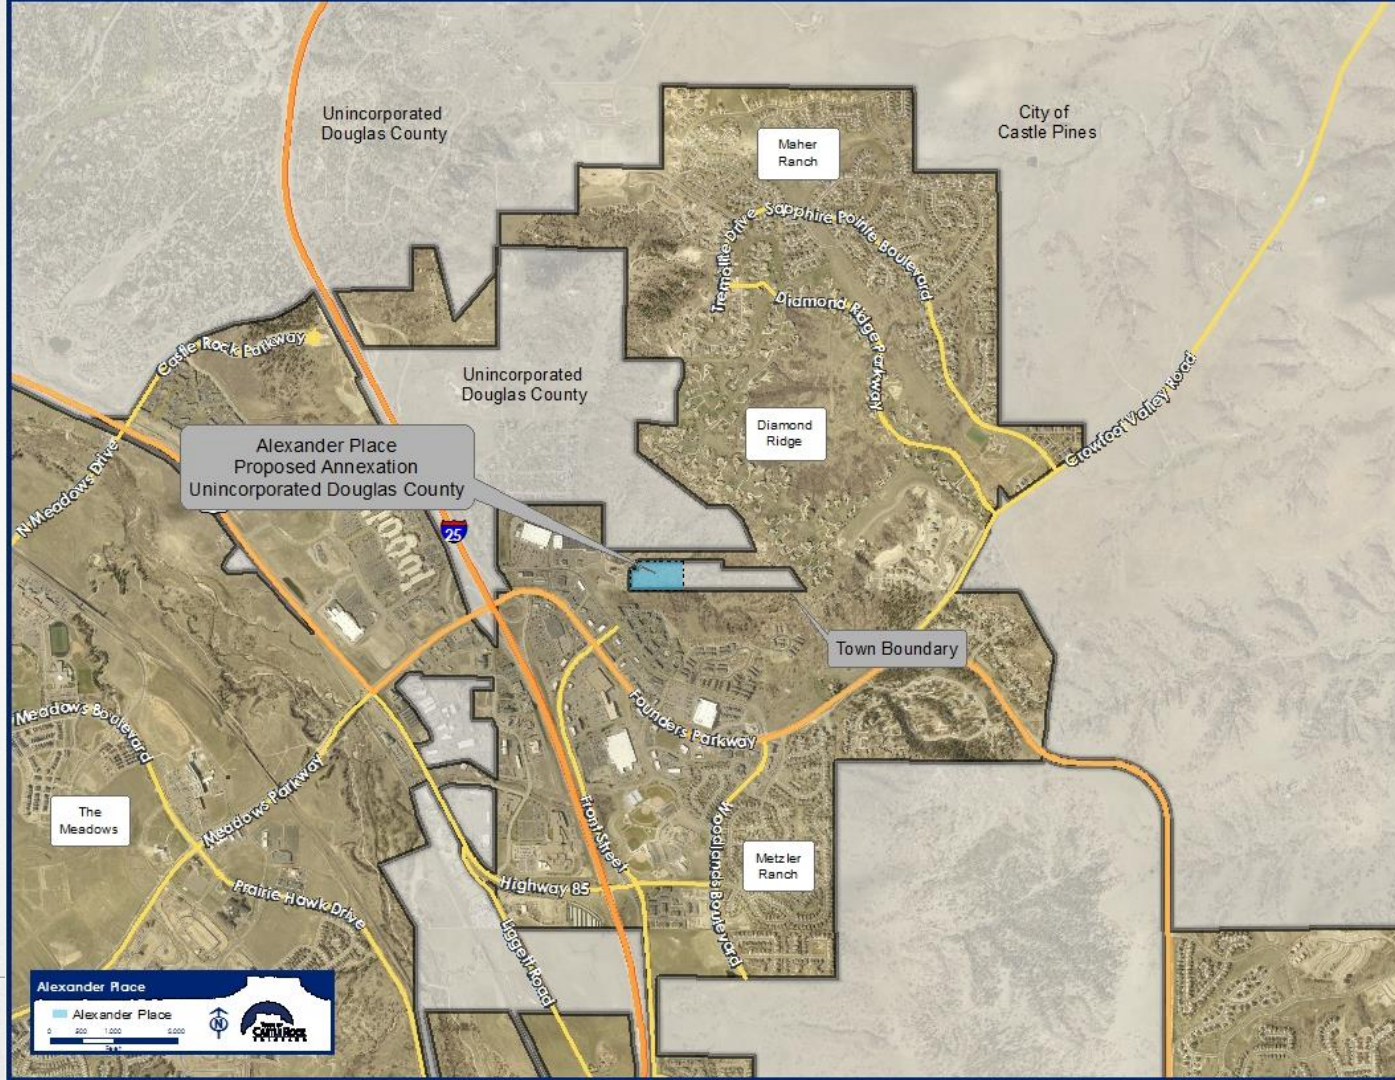 Unincorporated
Douglas County
City of
Castle Pines
Maher
Ranch
Sapphire Pointe Boulevard
Tremolite Drive
Diamond Ridge Parkway
Castle Rock Parkway
Unincorporated
Douglas County
Crowfoot Valley Road
Diamond
Ridge
Alexander Place
Proposed Annexation
Unincorporated Douglas County
N Meadows Drive
25
Town Boundary
Meadows Boulevard
Founders Parkway
Meadows Parkway
The
Meadows
Front Street
Woodlands Boulevard
Metzler
Ranch
Highway 85
Prairie Hawk Drive
Liggett Road
Alexander Place
Alexander Place
N
CASTLE ROCK